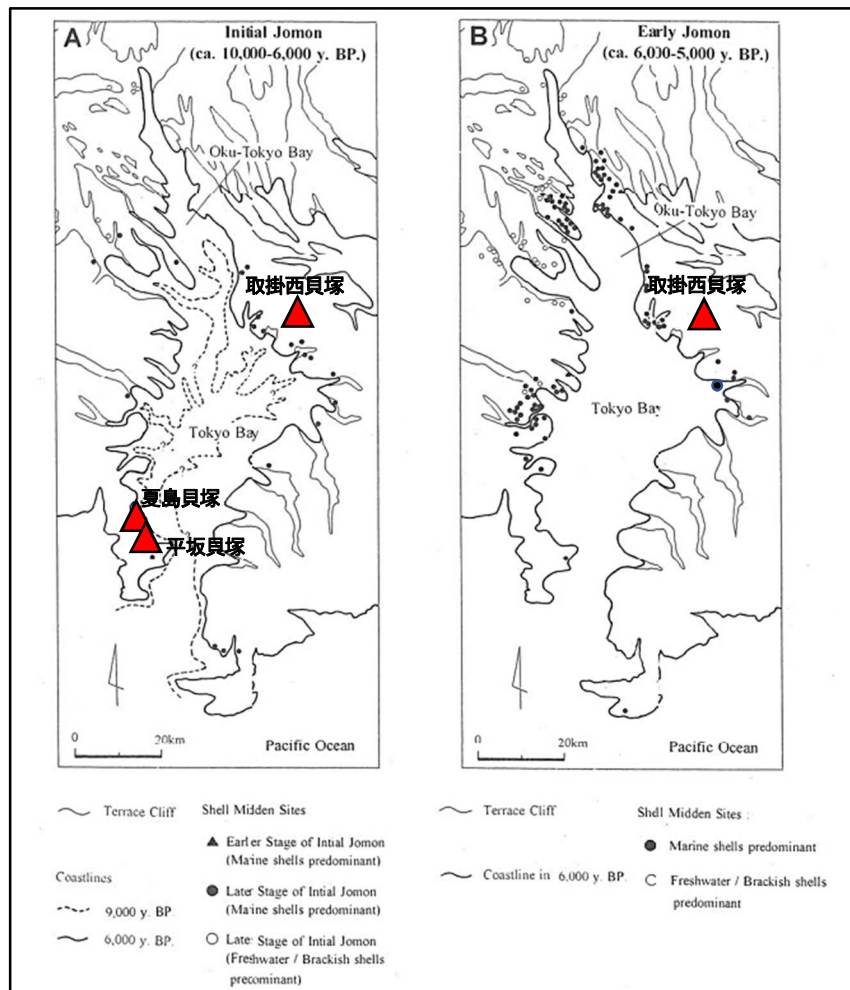 A
Initial Jomon
(ca. 10,000-6,000 y. BP.)
Oku-Tokyo Bay
取掛西貝塚
Tokyo Bay
夏島貝塚
平坂貝塚
0
20km
Pacific Ocean
Terrace Cliff
Coastlines
9,000 y. BP.
6,000 y. BP.
Shell Midden Sites
Earlier Stage of Intial Jomon
(Marine shells predominant)
Later Stage of Intial Jomon
(Marine shells predominant)
Late: Stage of Intial Jomon
(Freshwater / Brackish shells
precominant)
B
Early Jomon
(ca. 6,000-5,000 y. BP.)
Oku-Tokyo Bay
取掛西貝塚
Tokyo Bay
0
20km
Pacific Ocean
Terrace Cliff
Coastline in 6,000 y. BP.
Shell Midden Sites :
Marine shells predominant
Freshwater / Brackish shells
predominant